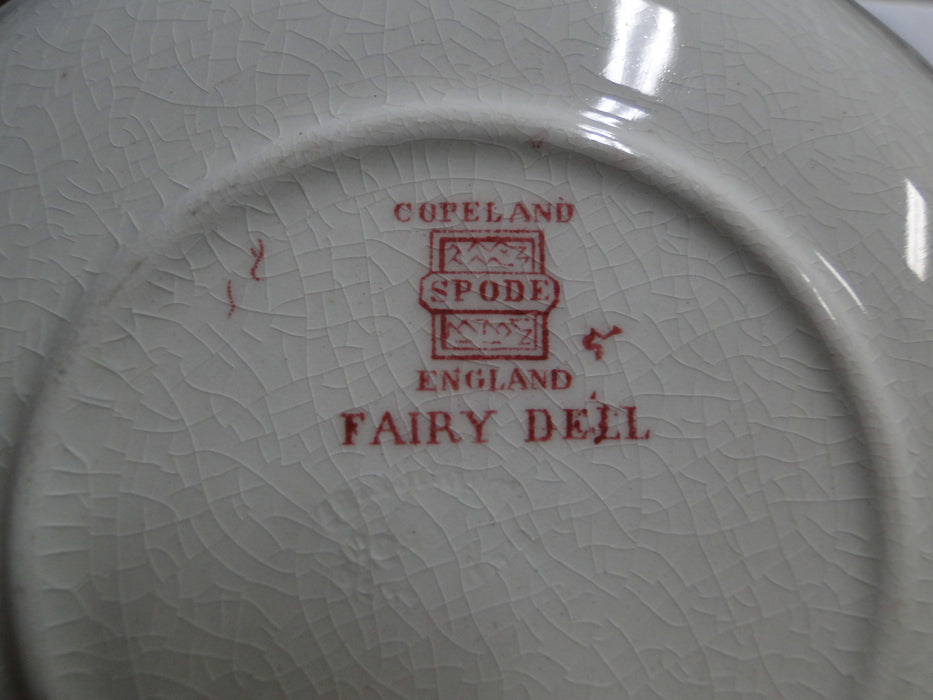 COPELAND
SPODE
ENGLAND
FAIRY DELL